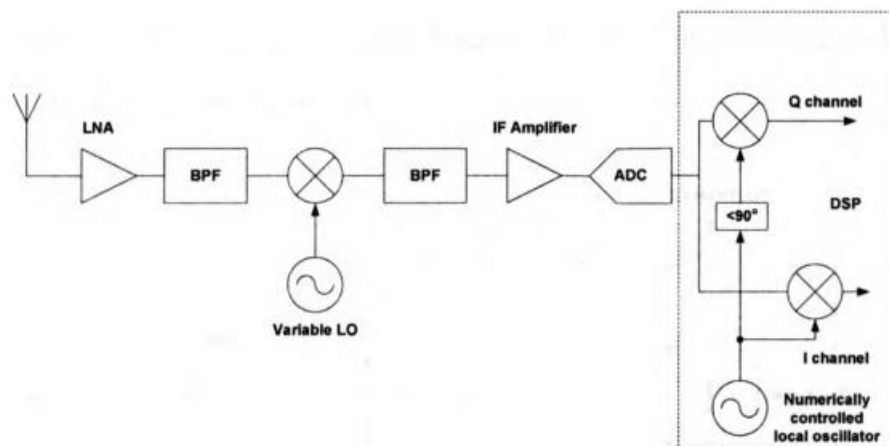 LNA
BPF
BPF
IF Amplifier
ADC
Q channel
<90°
DSP
Variable LO
I channel
Numerically
controlled
local oscillator